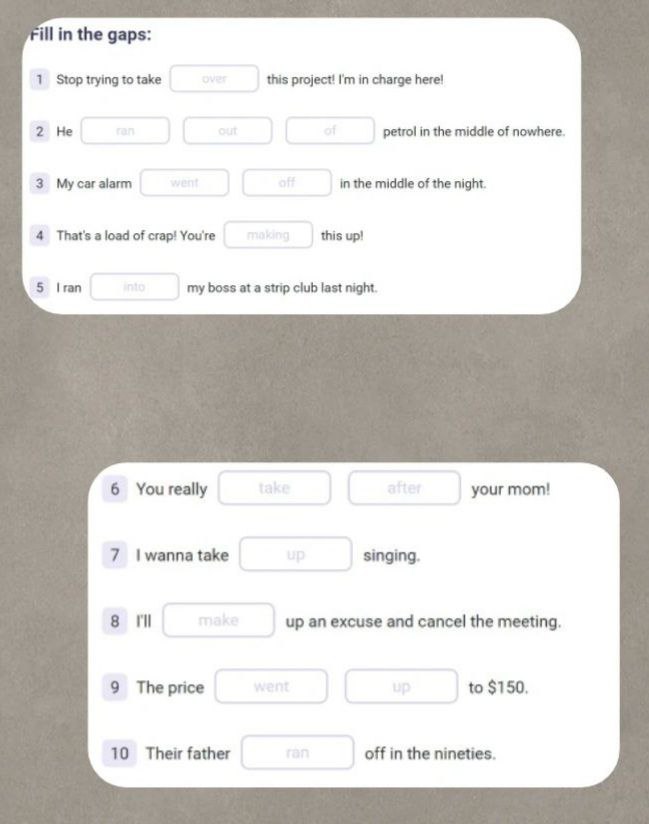 Fill in the gaps:
1 Stop trying to take over this project! I'm in charge here!
2 He ran out of petrol in the middle of nowhere.
3 My car alarm went off in the middle of the night.
4 That's a load of crap! You're making this up!
5 I ran into my boss at a strip club last night.
6 You really take after your mom!
7 I wanna take up singing.
8 I'll make up an excuse and cancel the meeting.
9 The price went up to $150.
10 Their father ran off in the nineties.